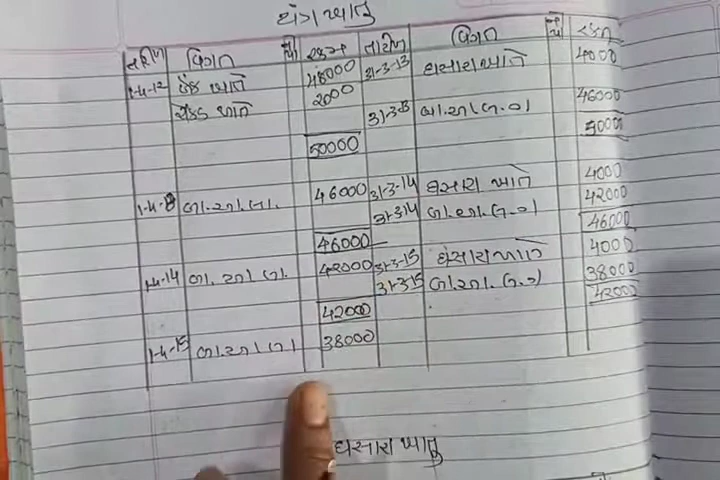 યંત્ર ખાતુ
તારીખ વિગત પા રકમ તારીખ વિગત પા રકમ
1-4-12 બેંક ખાતે 48000 31-3-13 ઘસારા ખાતે 4000
રોકડ ખાતે 2000
31-3-13 બા.આ.લ.ગ 46000
50000 50000
1-4-13 બા.આ.લા. 46000 31-3-14 ઘસારા ખાતે 4000
31-3-14 બા.આ.લ.ગ 42000
46000 46000
1-4-14 બા.આ.લા. 42000 31-3-15 ઘસારા ખાતે 4000
31-3-15 બા.આ.લ.ગ 38000
42000 42000
1-4-15 બા.આ.લા 38000
ઘસારા ખાતુ